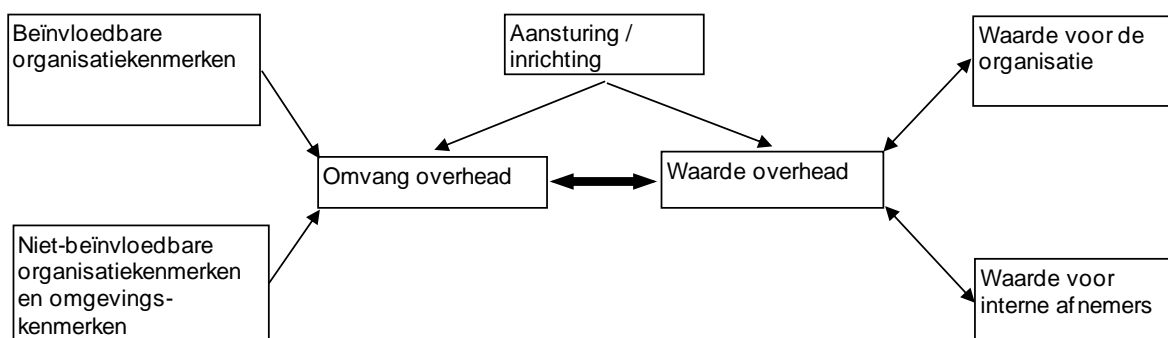 Beïnvloedbare
organisatiekenmerken
Aansturing /
inrichting
Waarde voor de
organisatie
Omvang overhead
Waarde overhead
Niet-beïnvloedbare
organisatiekenmerken
en omgevings-
kenmerken
Waarde voor
interne afnemers